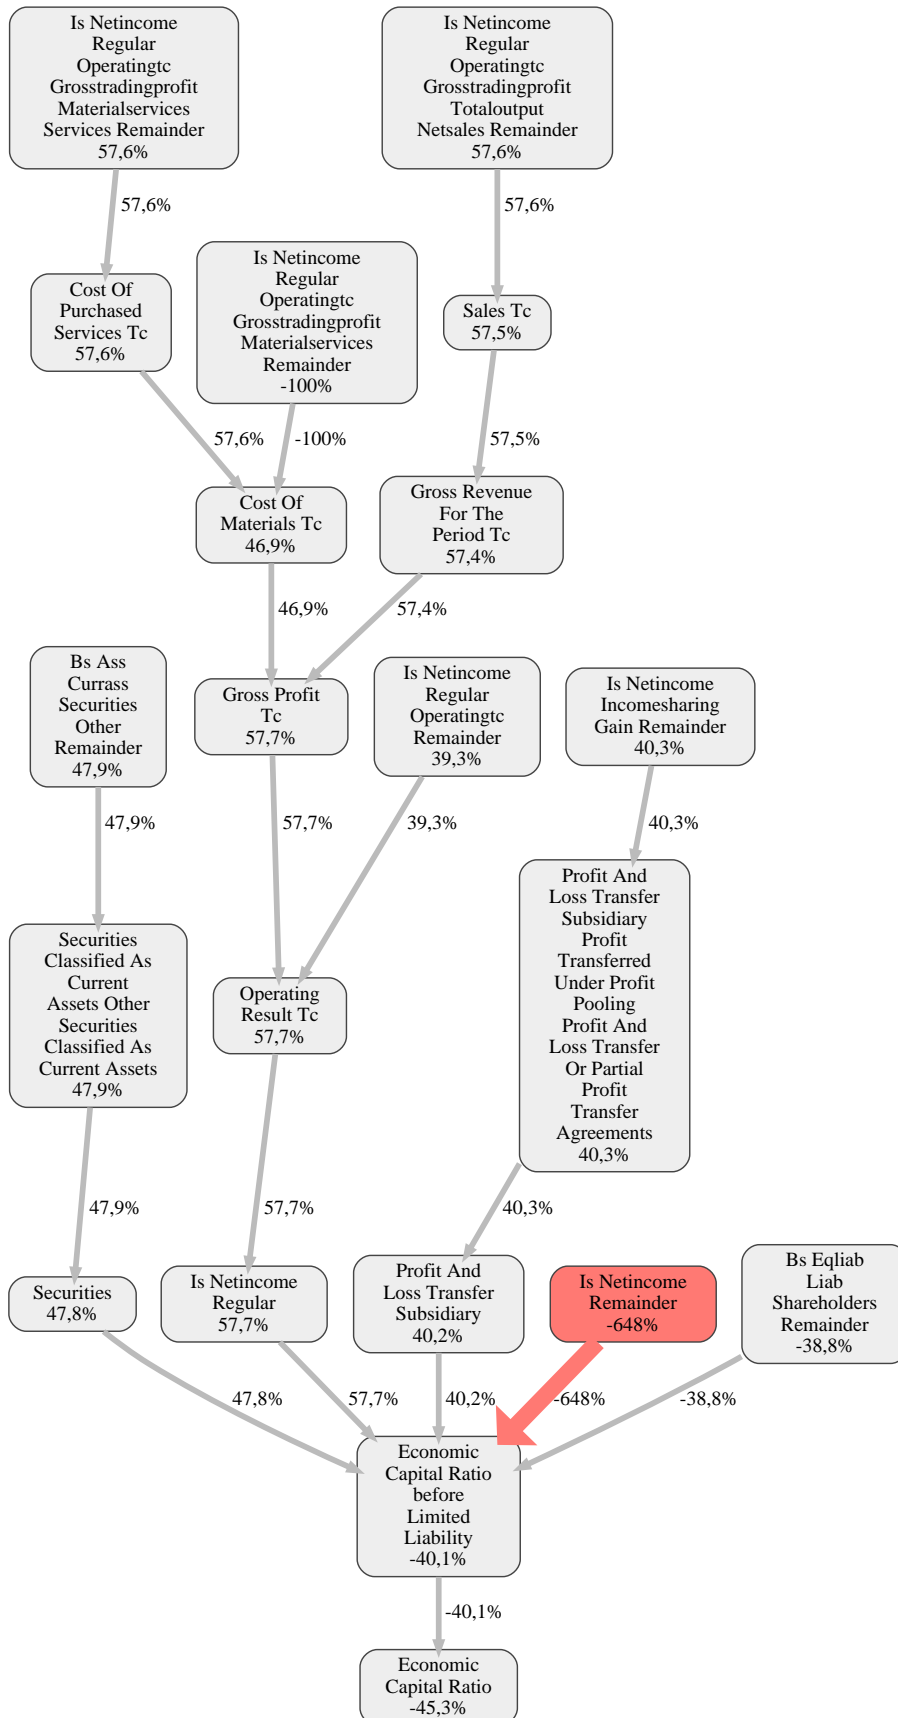 Is Netincome
Regular
Operatingtc
Grosstradingprofit
Materialservices
Services Remainder
57,6%
Is Netincome
Regular
Operatingtc
Grosstradingprofit
Totaloutput
Netsales Remainder
57,6%
57,6%
57,6%
Cost Of
Purchased
Services Tc
57,6%
Is Netincome
Regular
Operatingtc
Grosstradingprofit
Materialservices
Remainder
-100%
Sales Tc
57,5%
57,6%
-100%
57,5%
Cost Of
Materials Tc
46,9%
Gross Revenue
For The
Period Tc
57,4%
46,9%
57,4%
Bs Ass
Currass
Securities
Other
Remainder
47,9%
Gross Profit
Tc
57,7%
Is Netincome
Regular
Operatingtc
Remainder
39,3%
Is Netincome
Incomesharing
Gain Remainder
40,3%
47,9%
57,7%
39,3%
40,3%
Securities
Classified As
Current
Assets Other
Securities
Classified As
Current Assets
47,9%
Operating
Result Tc
57,7%
Profit And
Loss Transfer
Subsidiary
Profit
Transferred
Under Profit
Pooling
Profit And
Loss Transfer
Or Partial
Profit
Transfer
Agreements
40,3%
47,9%
57,7%
40,3%
Securities
47,8%
Is Netincome
Regular
57,7%
Profit And
Loss Transfer
Subsidiary
40,2%
Is Netincome
Remainder
-648%
Bs Eqliab
Liab
Shareholders
Remainder
-38,8%
47,8%
57,7%
40,2%
-648%
-38,8%
Economic
Capital Ratio
before
Limited
Liability
-40,1%
-40,1%
Economic
Capital Ratio
-45,3%